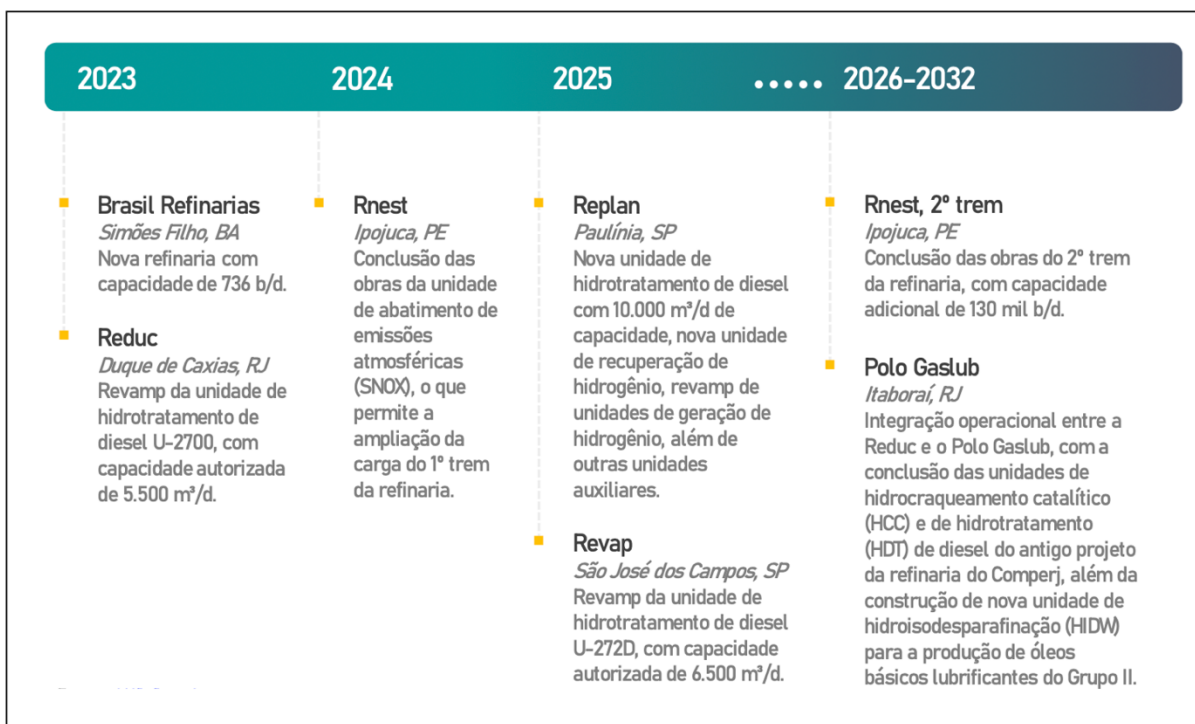 2023
2024
2025
..... 2026-2032
Brasil Refinarias
Simões Filho, BA
Nova refinaria com
capacidade de 736 b/d.
Reduc
Duque de Caxias, RJ
Revamp da unidade de
hidrotratamento de
diesel U-2700, com
capacidade autorizada
de 5.500 m³/d.
Rnest
Ipojuca, PE
Conclusão das
obras da unidade
de abatimento de
emissões
atmosféricas
(SNOX), o que
permite a
ampliação da
carga do 1º trem
da refinaria.
Replan
Paulínia, SP
Nova unidade de
hidrotratamento de diesel
com 10.000 m³/d de
capacidade, nova unidade
de recuperação de
hidrogênio, revamp de
unidades de geração de
hidrogênio, além de
outras unidades
auxiliares.
Revap
São José dos Campos, SP
Revamp da unidade de
hidrotratamento de diesel
U-272D, com capacidade
autorizada de 6.500 m³/d.
Rnest, 2º trem
Ipojuca, PE
Conclusão das obras do 2º trem
da refinaria, com capacidade
adicional de 130 mil b/d.
Polo Gaslub
Itaboraí, RJ
Integração operacional entre a
Reduc e o Polo Gaslub, com a
conclusão das unidades de
hidrocraqueamento catalítico
(HCC) e de hidrotratamento
(HDT) de diesel do antigo projeto
da refinaria do Comperj, além da
construção de nova unidade de
hidroisodesparafinação (HIDW)
para a produção de óleos
básicos lubrificantes do Grupo II.